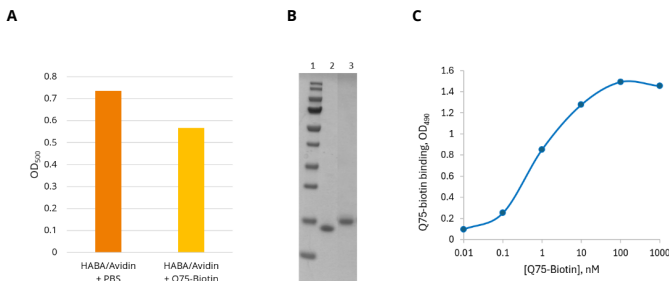 A
B
C
0.8
0.7
0.6
0.5
0.4
0.3
0.2
0.1
0
OD500
HABA/Avidin
+ PBS
HABA/Avidin
+ Q75-Biotin
1 2 3
1.6
1.4
1.2
1
0.8
0.6
0.4
0.2
0
Q75-biotin binding, OD490
0.01 0.1 1 10 100 1000
[Q75-Biotin], nM